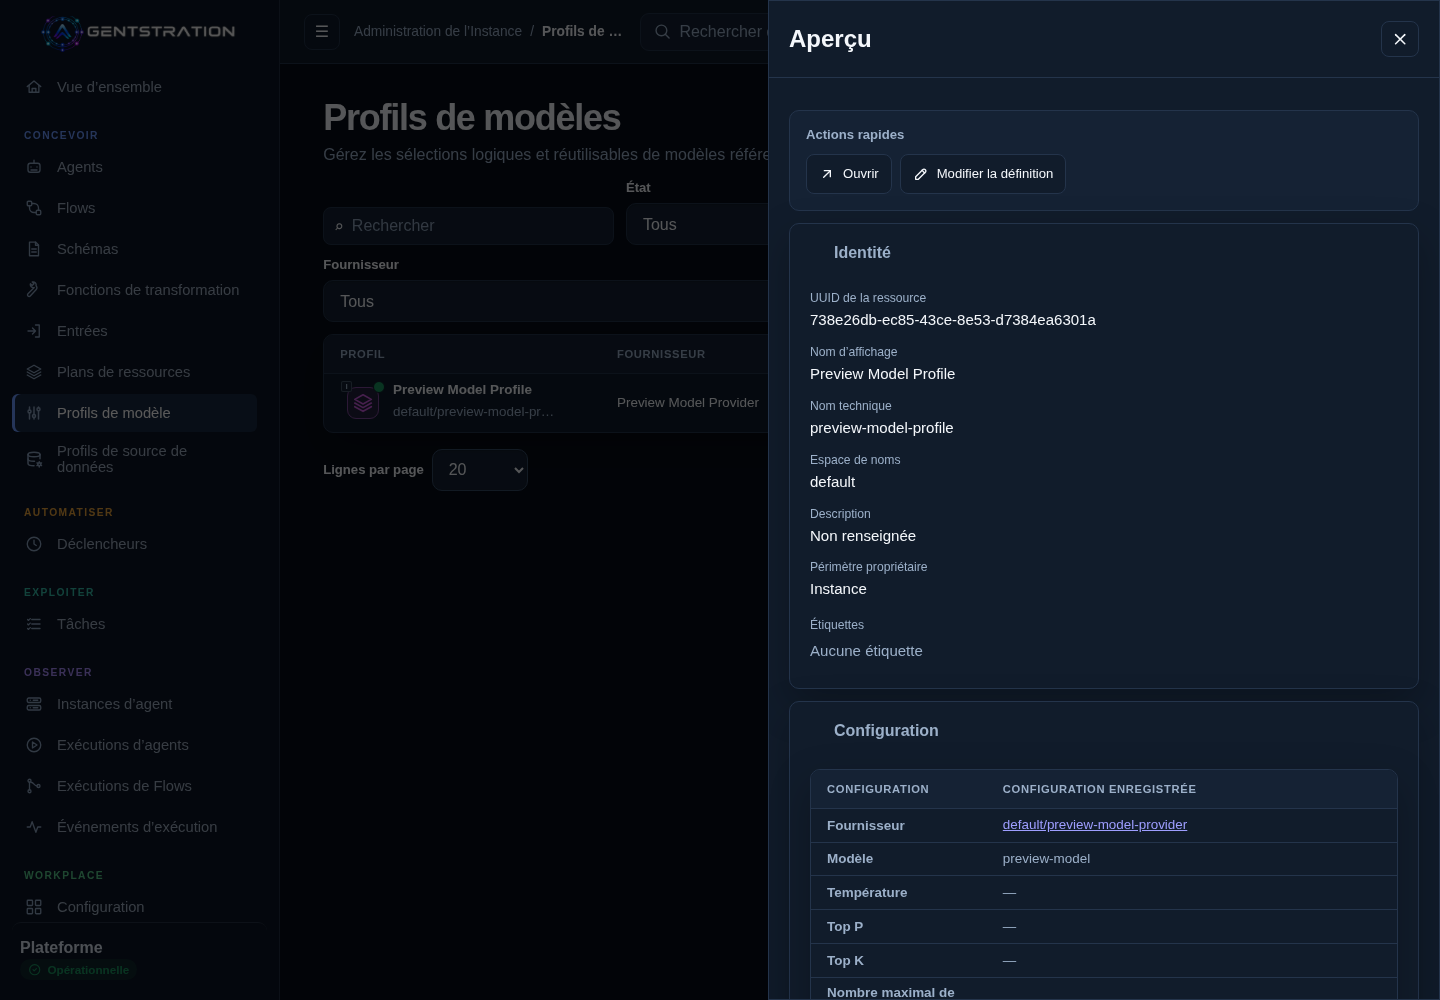 GENTSTRATION
Vue d’ensemble
CONCEVOIR
Agents
Flows
Schémas
Fonctions de transformation
Entrées
Plans de ressources
Profils de modèle
Profils de source de
données
AUTOMATISER
Déclencheurs
EXPLOITER
Tâches
OBSERVER
Instances d’agent
Exécutions d’agents
Exécutions de Flows
Événements d’exécution
WORKPLACE
Configuration
Plateforme
Opérationnelle
Administration de l’Instance / Profils de ...
Rechercher
Profils de modèles
Gérez les sélections logiques et réutilisables de modèles
État
Rechercher
Tous
Fournisseur
Tous
PROFIL FOURNISSEUR
Preview Model Profile
default/preview-model-pr...
Preview Model Provider
Lignes par page 20
Aperçu
Actions rapides
Ouvrir
Modifier la définition
Identité
UUID de la ressource
738e26db-ec85-43ce-8e53-d7384ea6301a
Nom d’affichage
Preview Model Profile
Nom technique
preview-model-profile
Espace de noms
default
Description
Non renseignée
Périmètre propriétaire
Instance
Étiquettes
Aucune étiquette
Configuration
CONFIGURATION CONFIGURATION ENREGISTRÉE
Fournisseur default/preview-model-provider
Modèle preview-model
Température —
Top P —
Top K —
Nombre maximal de